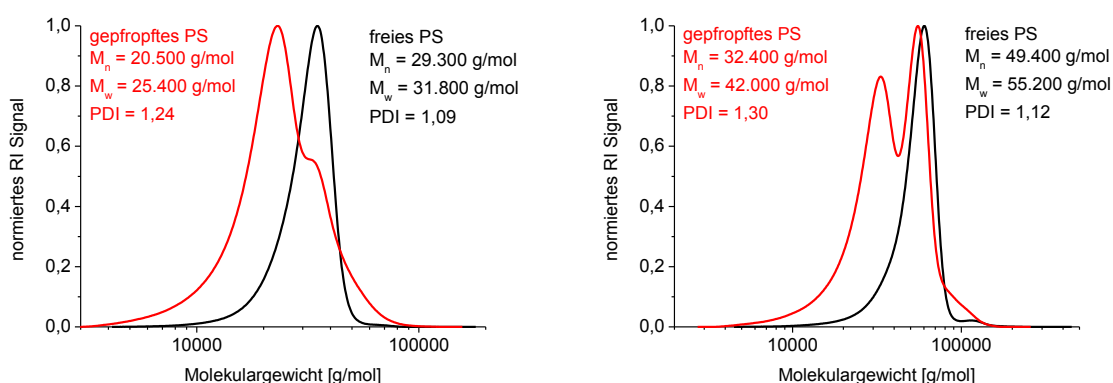 gepfropftes PS
Mn = 20.500 g/mol
Mw = 25.400 g/mol
PDI = 1,24
freies PS
Mn = 29.300 g/mol
Mw = 31.800 g/mol
PDI = 1,09
1,0
0,8
0,6
0,4
0,2
0,0
normiertes RI Signal
10000
100000
Molekulargewicht [g/mol]
gepfropftes PS
Mn = 32.400 g/mol
Mw = 42.000 g/mol
PDI = 1,30
freies PS
Mn = 49.400 g/mol
Mw = 55.200 g/mol
PDI = 1,12
1,0
0,8
0,6
0,4
0,2
0,0
normiertes RI Signal
10000
100000
Molekulargewicht [g/mol]